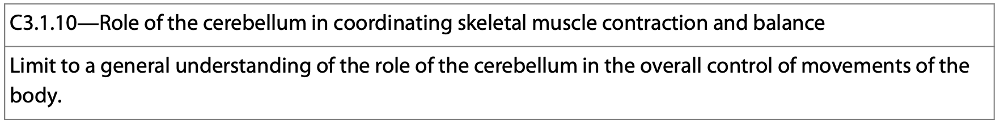 C3.1.10—Role of the cerebellum in coordinating skeletal muscle contraction and balance
Limit to a general understanding of the role of the cerebellum in the overall control of movements of the
body.